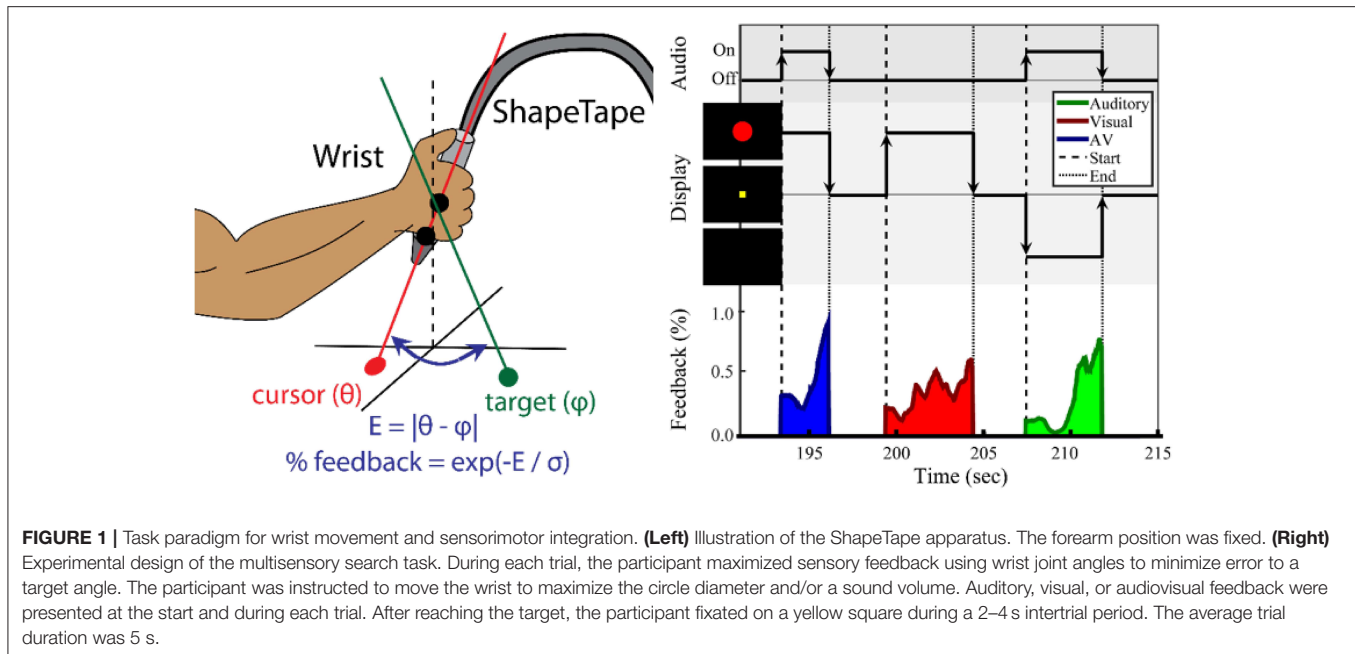 Wrist
ShapeTape
cursor (θ)
target (φ)
E = |θ - φ|
% feedback = exp(-E / σ)
Audio
On
Off
Display
Auditory
Visual
AV
Start
End
Feedback (%)
1.0
0.5
0.0
195 200 205 210 215
Time (sec)
FIGURE 1 | Task paradigm for wrist movement and sensorimotor integration. (Left) Illustration of the ShapeTape apparatus. The forearm position was fixed. (Right)
Experimental design of the multisensory search task. During each trial, the participant maximized sensory feedback using wrist joint angles to minimize error to a
target angle. The participant was instructed to move the wrist to maximize the circle diameter and/or a sound volume. Auditory, visual, or audiovisual feedback were
presented at the start and during each trial. After reaching the target, the participant fixated on a yellow square during a 2–4 s intertrial period. The average trial
duration was 5 s.